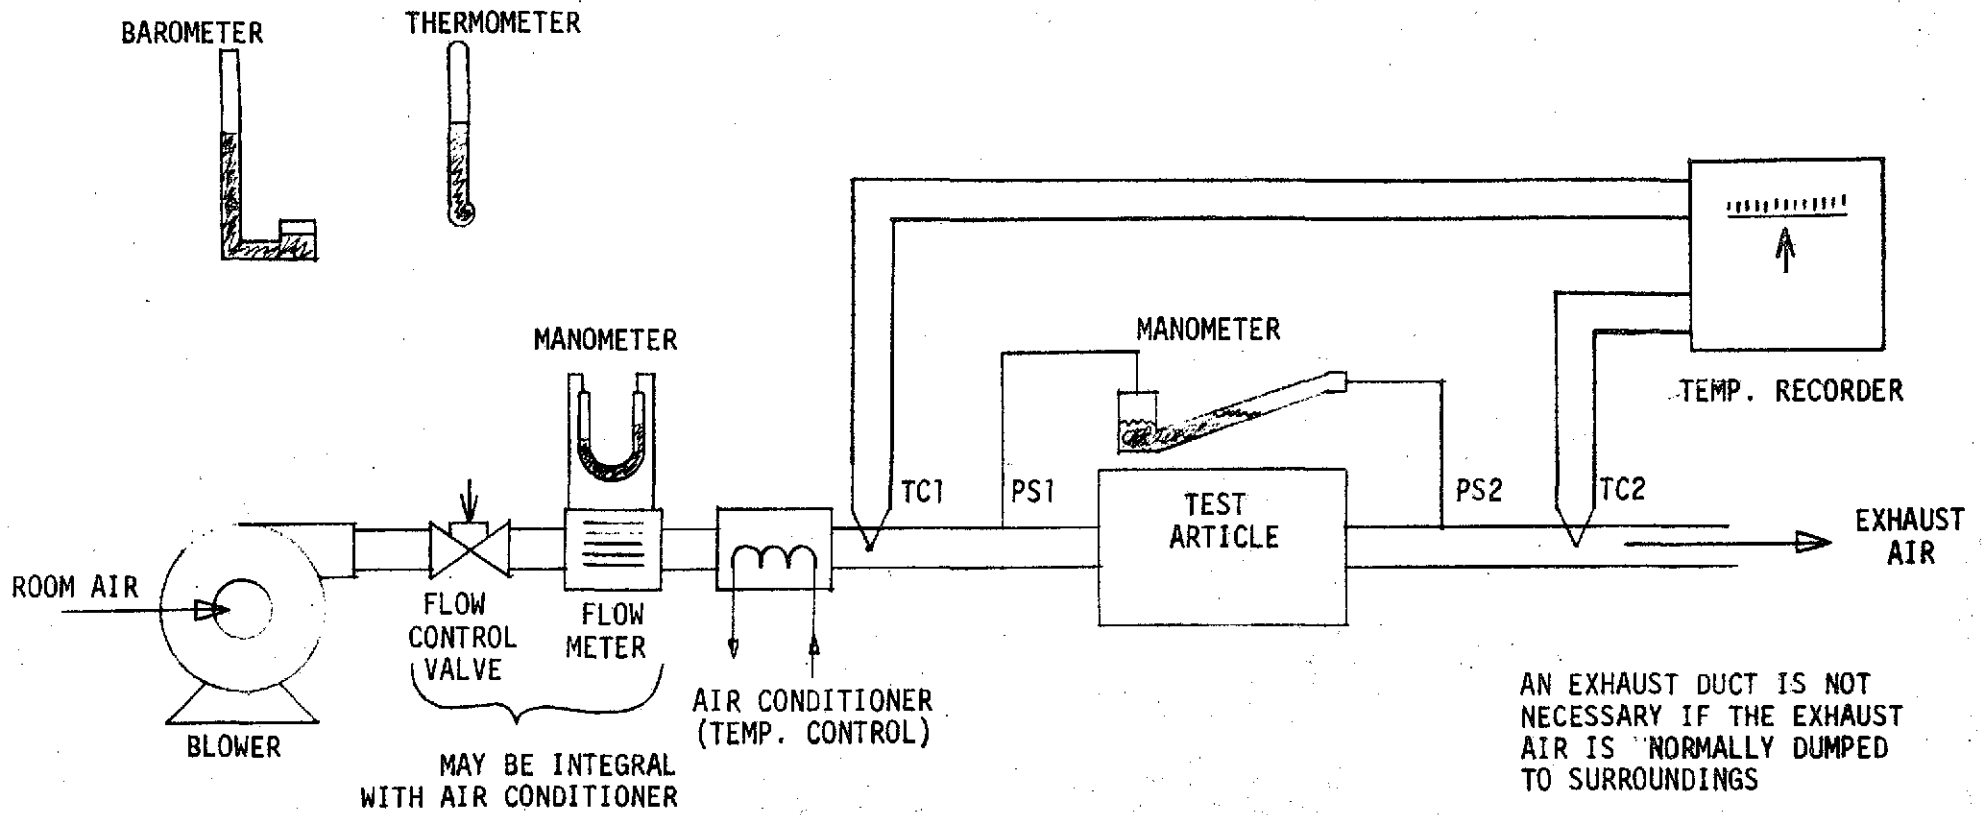 BAROMETER
THERMOMETER
MANOMETER
MANOMETER
TEMP. RECORDER
TC1
PS1
TEST
ARTICLE
PS2
TC2
EXHAUST
AIR
ROOM AIR
BLOWER
FLOW
CONTROL
VALVE
FLOW
METER
AIR CONDITIONER
(TEMP. CONTROL)
MAY BE INTEGRAL
WITH AIR CONDITIONER
AN EXHAUST DUCT IS NOT
NECESSARY IF THE EXHAUST
AIR IS NORMALLY DUMPED
TO SURROUNDINGS